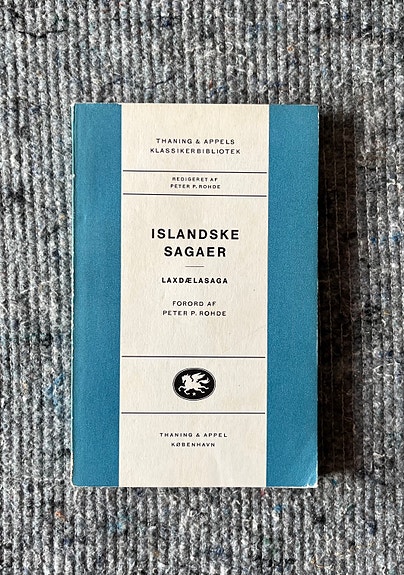 THANING & APPELS
KLASSIKERBIBLIOTEK
REDIGERET AF
PETER P. ROHDE
ISLANDSKE
SAGAER
LAXDÆLASAGA
FORORD AF
PETER P. ROHDE
THANING & APPEL
KØBENHAVN